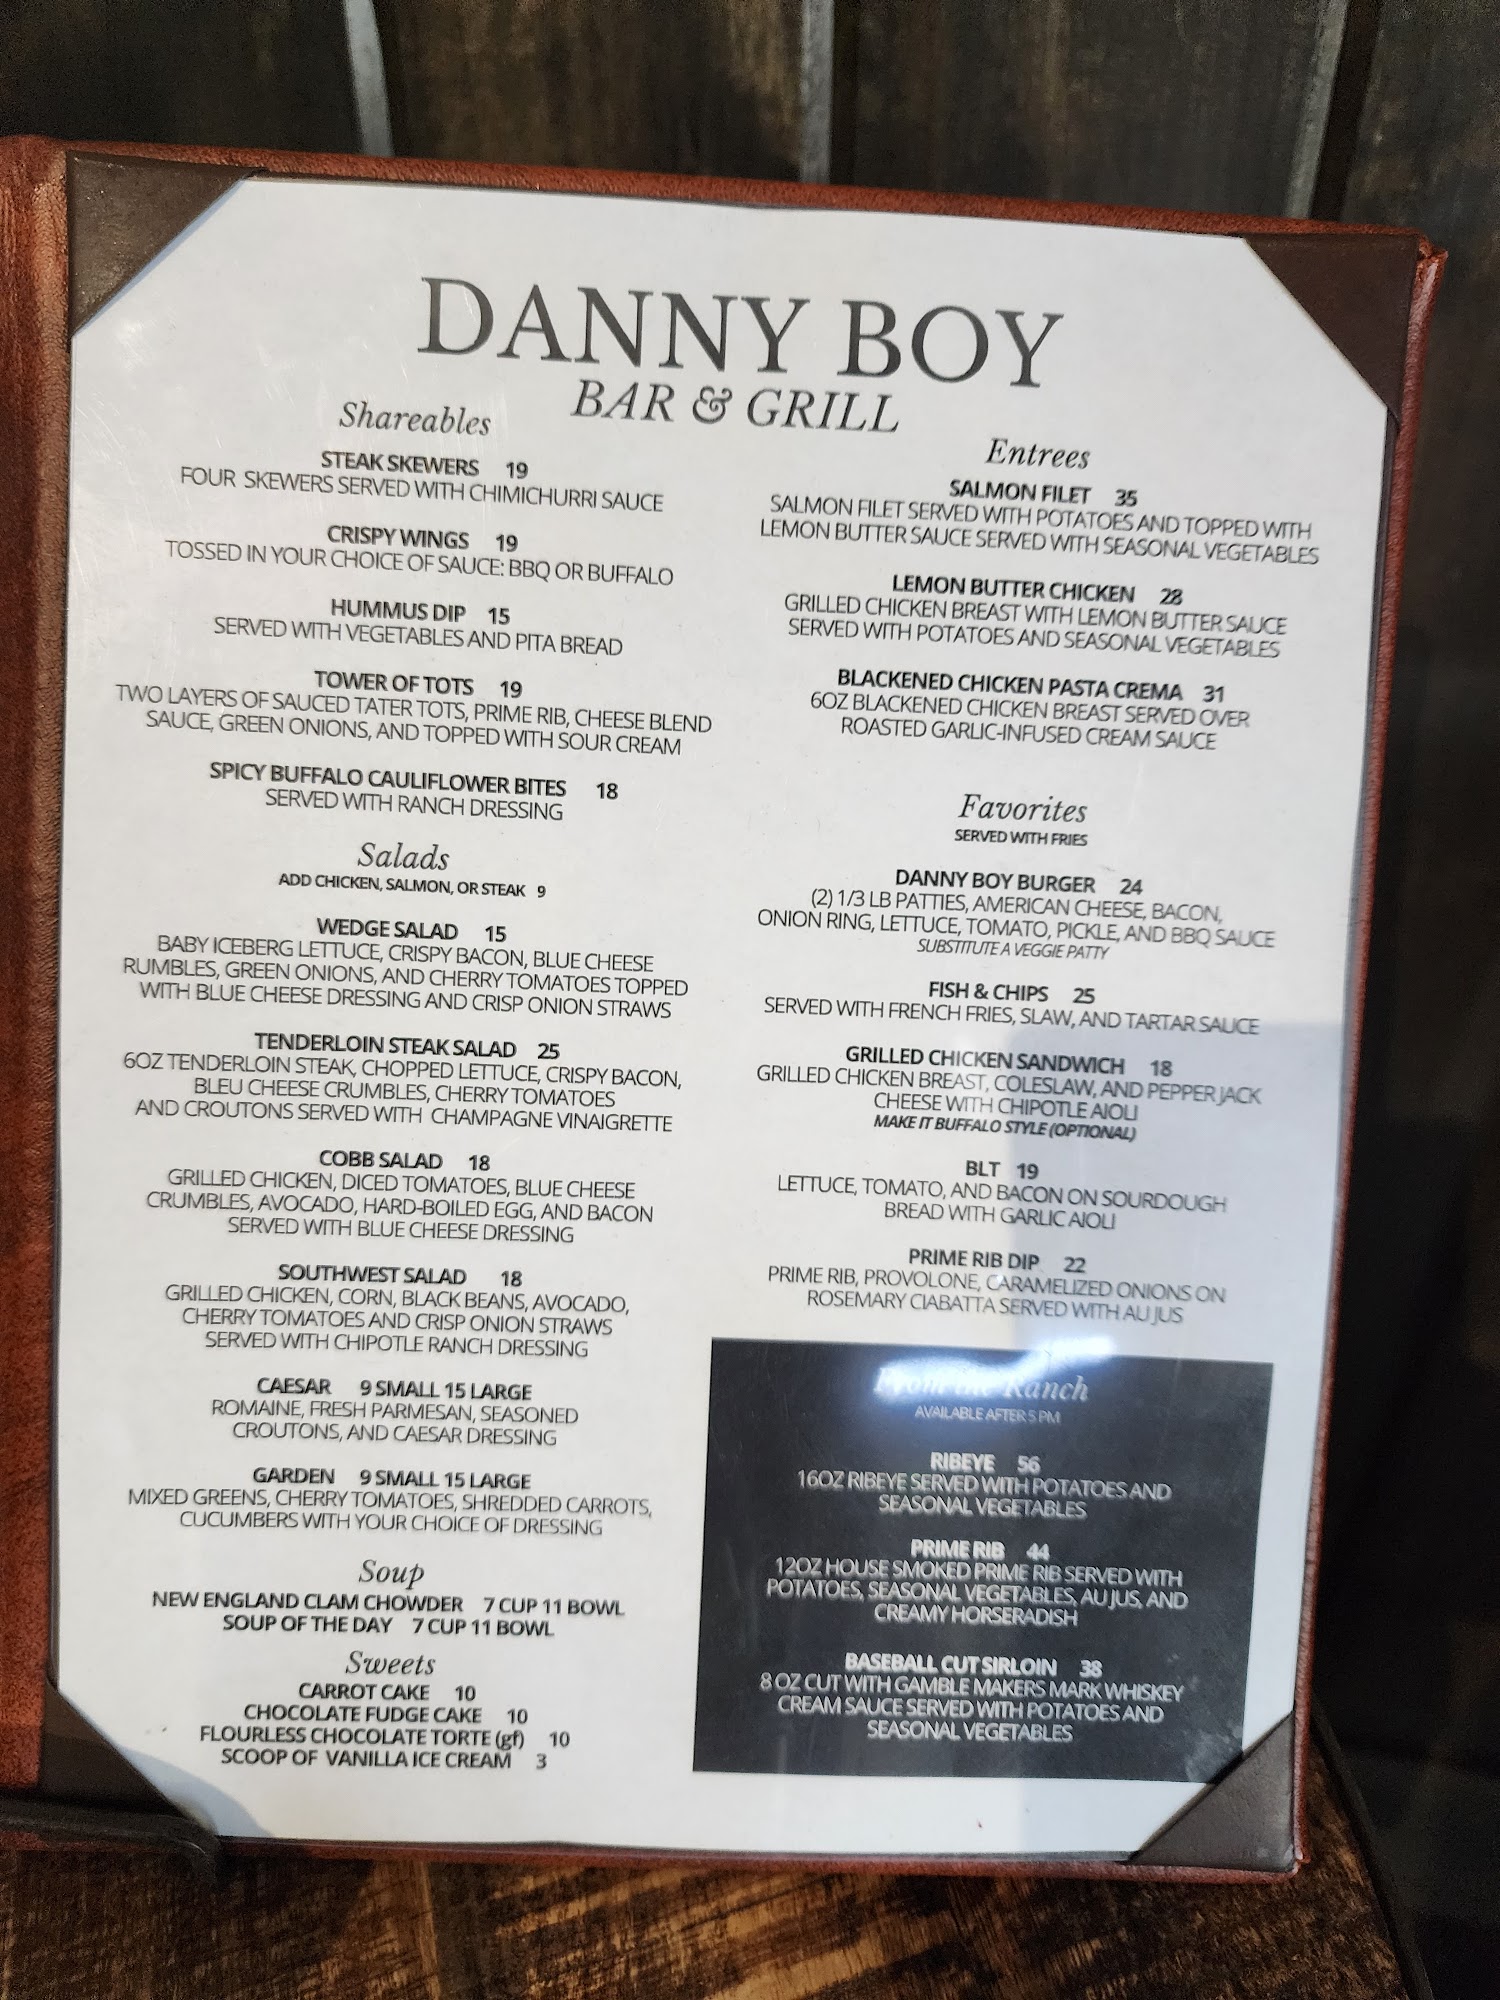 DANNY BOY
BAR & GRILL
Shareables
STEAK SKEWERS 19
FOUR SKEWERS SERVED WITH CHIMICHURRI SAUCE
CRISPY WINGS 19
TOSSED IN YOUR CHOICE OF SAUCE: BBQ OR BUFFALO
HUMMUS DIP 15
SERVED WITH VEGETABLES AND PITA BREAD
TOWER OF TOTS 19
TWO LAYERS OF SAUCED TATER TOTS, PRIME RIB, CHEESE BLEND
SAUCE, GREEN ONIONS, AND TOPPED WITH SOUR CREAM
SPICY BUFFALO CAULIFLOWER BITES 18
SERVED WITH RANCH DRESSING
Salads
ADD CHICKEN, SALMON, OR STEAK 9
WEDGE SALAD 15
BABY ICEBERG LETTUCE, CRISPY BACON, BLUE CHEESE
RUMBLES, GREEN ONIONS, AND CHERRY TOMATOES TOPPED
WITH BLUE CHEESE DRESSING AND CRISP ONION STRAWS
TENDERLOIN STEAK SALAD 25
6OZ TENDERLOIN STEAK, CHOPPED LETTUCE, CRISPY BACON,
BLEU CHEESE CRUMBLES, CHERRY TOMATOES
AND CROUTONS SERVED WITH CHAMPAGNE VINAIGRETTE
COBB SALAD 18
GRILLED CHICKEN, DICED TOMATOES, BLUE CHEESE
CRUMBLES, AVOCADO, HARD-BOILED EGG, AND BACON
SERVED WITH BLUE CHEESE DRESSING
SOUTHWEST SALAD 18
GRILLED CHICKEN, CORN, BLACK BEANS, AVOCADO,
CHERRY TOMATOES AND CRISP ONION STRAWS
SERVED WITH CHIPOTLE RANCH DRESSING
CAESAR 9 SMALL 15 LARGE
ROMAINE, FRESH PARMESAN, SEASONED
CROUTONS, AND CAESAR DRESSING
GARDEN 9 SMALL 15 LARGE
MIXED GREENS, CHERRY TOMATOES, SHREDDED CARROTS,
CUCUMBERS WITH YOUR CHOICE OF DRESSING
Soup
NEW ENGLAND CLAM CHOWDER 7 CUP 11 BOWL
SOUP OF THE DAY 7 CUP 11 BOWL
Sweets
CARROT CAKE 10
CHOCOLATE FUDGE CAKE 10
FLOURLESS CHOCOLATE TORTE (gf) 10
SCOOP OF VANILLA ICE CREAM 3
Entrees
SALMON FILET 35
SALMON FILET SERVED WITH POTATOES AND TOPPED WITH
LEMON BUTTER SAUCE SERVED WITH SEASONAL VEGETABLES
LEMON BUTTER CHICKEN 28
GRILLED CHICKEN BREAST WITH LEMON BUTTER SAUCE
SERVED WITH POTATOES AND SEASONAL VEGETABLES
BLACKENED CHICKEN PASTA CREMA 31
6OZ BLACKENED CHICKEN BREAST SERVED OVER
ROASTED GARLIC-INFUSED CREAM SAUCE
Favorites
SERVED WITH FRIES
DANNY BOY BURGER 24
(2) 1/3 LB PATTIES, AMERICAN CHEESE, BACON,
ONION RING, LETTUCE, TOMATO, PICKLE, AND BBQ SAUCE
SUBSTITUTE A VEGGIE PATTY
FISH & CHIPS 25
SERVED WITH FRENCH FRIES, SLAW, AND TARTAR SAUCE
GRILLED CHICKEN SANDWICH 18
GRILLED CHICKEN BREAST, COLESLAW, AND PEPPER JACK
CHEESE WITH CHIPOTLE AIOLI
MAKE IT BUFFALO STYLE (OPTIONAL)
BLT 19
LETTUCE, TOMATO, AND BACON ON SOURDOUGH
BREAD WITH GARLIC AIOLI
PRIME RIB DIP 22
PRIME RIB, PROVOLONE, CARAMELIZED ONIONS ON
ROSEMARY CIABATTA SERVED WITH AU JUS
From the Ranch
AVAILABLE AFTER 5 PM
RIBEYE 56
16OZ RIBEYE SERVED WITH POTATOES AND
SEASONAL VEGETABLES
PRIME RIB 44
12OZ HOUSE SMOKED PRIME RIB SERVED WITH
POTATOES, SEASONAL VEGETABLES, AU JUS, AND
CREAMY HORSERADISH
BASEBALL CUT SIRLOIN 38
8 OZ CUT WITH GAMBLE MAKERS MARK WHISKEY
CREAM SAUCE SERVED WITH POTATOES AND
SEASONAL VEGETABLES